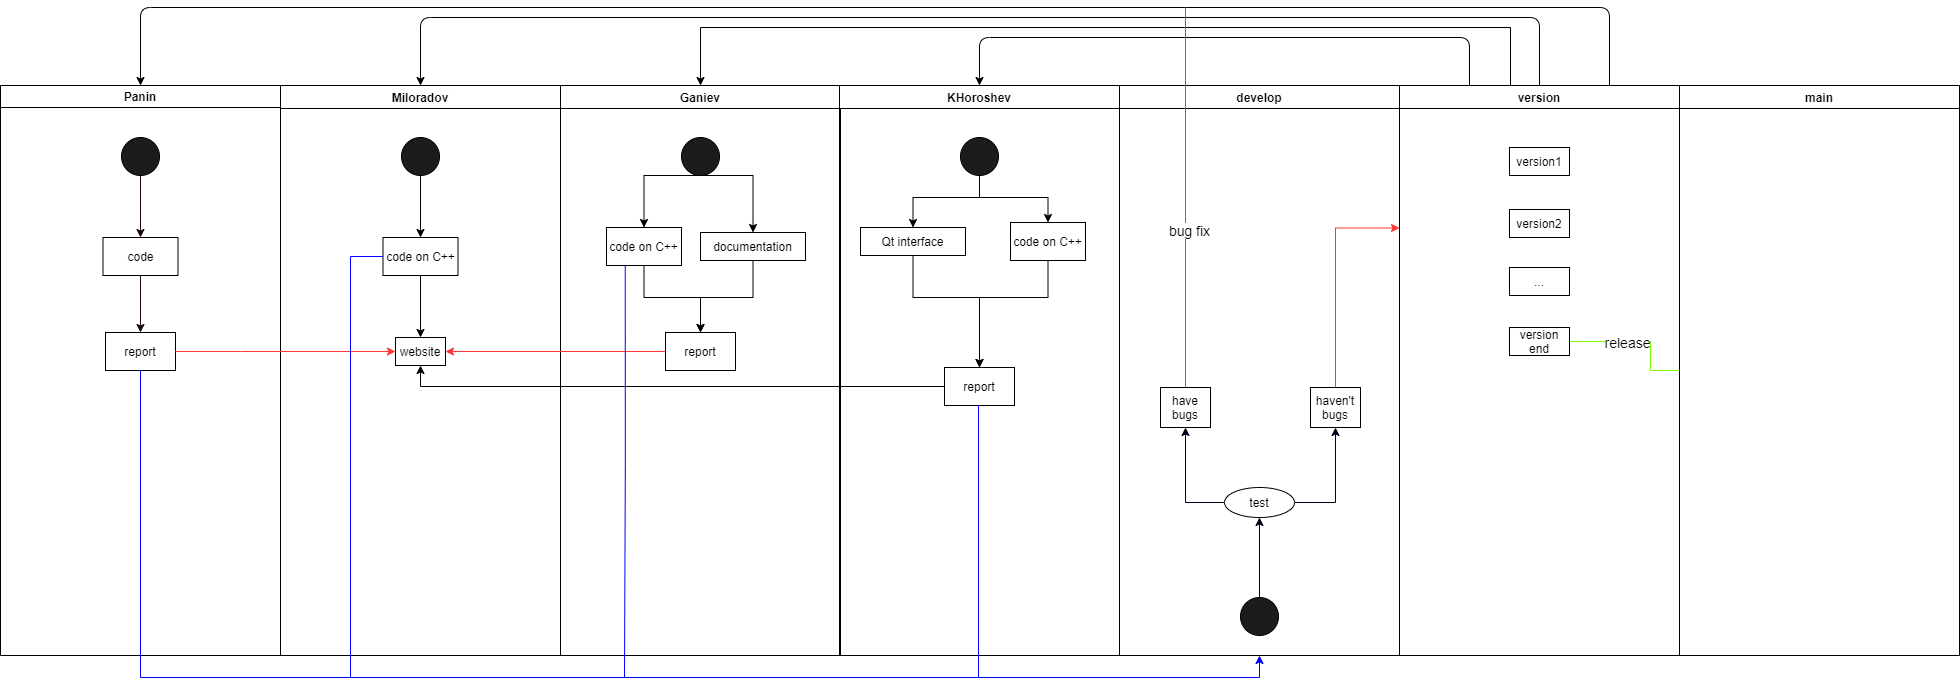 Panin
Miloradov
Ganiev
KHoroshev
develop
version
main
code
report
code on C++
website
code on C++
documentation
report
Qt interface
code on C++
report
bug fix
have
bugs
haven't
bugs
test
version1
version2
...
version
end
release